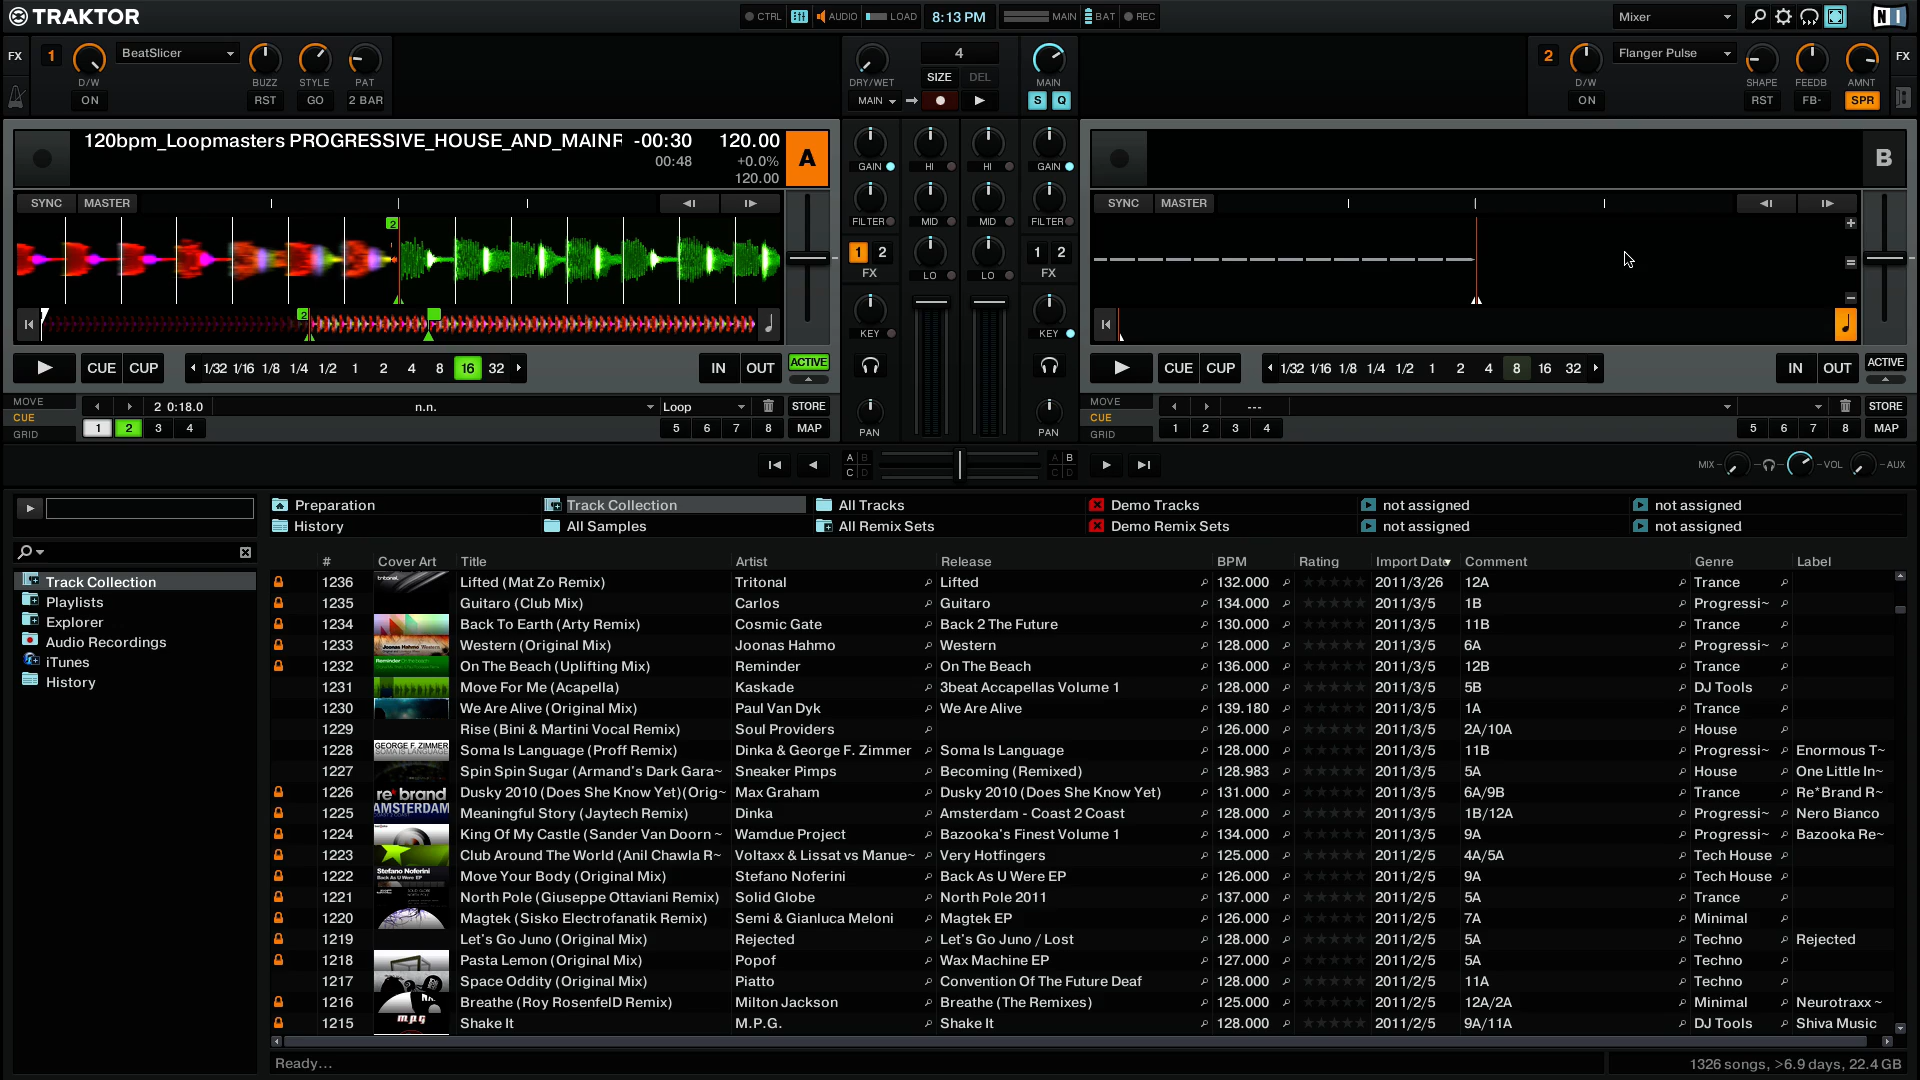 TRAKTOR
CTRL AUDIO LOAD 8:13 PM MAIN BAT REC
Mixer
FX 1 BeatSlicer
D/W BUZZ STYLE PAT
ON RST GO 2 BAR
4
DRY/WET SIZE DEL MAIN
MAIN S Q
2 Flanger Pulse FX
D/W SHAPE FEEDB AMNT
ON RST FB- SPR
120bpm_Loopmasters PROGRESSIVE_HOUSE_AND_MAINR -00:30 120.00
00:48 +0.0%
120.00
A
B
SYNC MASTER
SYNC MASTER
2
2
GAIN HI HI GAIN
FILTER MID MID FILTER
1 2 LO LO 1 2
FX FX
KEY KEY
PAN PAN
CUE CUP 1/32 1/16 1/8 1/4 1/2 1 2 4 8 16 32 IN OUT ACTIVE
CUE CUP 1/32 1/16 1/8 1/4 1/2 1 2 4 8 16 32 IN OUT ACTIVE
MOVE
CUE
GRID
2 0:18.0 n.n. Loop STORE
1 2 3 4 5 6 7 8 MAP
MOVE
CUE
GRID
--- STORE
1 2 3 4 5 6 7 8 MAP
A B
C D
A B
C D
MIX VOL AUX
Preparation Track Collection All Tracks Demo Tracks not assigned not assigned
History All Samples All Remix Sets Demo Remix Sets not assigned not assigned
Track Collection
Playlists
Explorer
Audio Recordings
iTunes
History
# Cover Art Title Artist Release BPM Rating Import Date Comment Genre Label
1236 Lifted (Mat Zo Remix) Tritonal Lifted 132.000 2011/3/26 12A Trance
1235 Guitaro (Club Mix) Carlos Guitaro 134.000 2011/3/5 1B Progressi~
1234 Back To Earth (Arty Remix) Cosmic Gate Back 2 The Future 130.000 2011/3/5 11B Trance
1233 Western (Original Mix) Joonas Hahmo Western 128.000 2011/3/5 6A Progressi~
1232 On The Beach (Uplifting Mix) Reminder On The Beach 136.000 2011/3/5 12B Trance
1231 Move For Me (Acapella) Kaskade 3beat Accapellas Volume 1 128.000 2011/3/5 5B DJ Tools
1230 We Are Alive (Original Mix) Paul Van Dyk We Are Alive 139.180 2011/3/5 1A Trance
1229 Rise (Bini & Martini Vocal Remix) Soul Providers 126.000 2011/3/5 2A/10A House
1228 Soma Is Language (Proff Remix) Dinka & George F. Zimmer Soma Is Language 128.000 2011/3/5 11B Progressi~ Enormous T~
1227 Spin Spin Sugar (Armand's Dark Gara~ Sneaker Pimps Becoming (Remixed) 128.983 2011/3/5 5A House One Little In~
1226 Dusky 2010 (Does She Know Yet)(Orig~ Max Graham Dusky 2010 (Does She Know Yet) 131.000 2011/3/5 6A/9B Trance Re*Brand R~
1225 Meaningful Story (Jaytech Remix) Dinka Amsterdam - Coast 2 Coast 128.000 2011/3/5 1B/12A Progressi~ Nero Bianco
1224 King Of My Castle (Sander Van Doorn ~ Wamdue Project Bazooka's Finest Volume 1 134.000 2011/3/5 9A Progressi~ Bazooka Re~
1223 Club Around The World (Anil Chawla R~ Voltaxx & Lissat vs Manue~ Very Hotfingers 125.000 2011/2/5 4A/5A Tech House
1222 Move Your Body (Original Mix) Stefano Noferini Back As U Were EP 126.000 2011/2/5 9A Tech House
1221 North Pole (Giuseppe Ottaviani Remix) Solid Globe North Pole 2011 137.000 2011/2/5 5A Trance
1220 Magtek (Sisko Electrofanatik Remix) Semi & Gianluca Meloni Magtek EP 126.000 2011/2/5 7A Minimal
1219 Let's Go Juno (Original Mix) Rejected Let's Go Juno / Lost 128.000 2011/2/5 5A Techno Rejected
1218 Pasta Lemon (Original Mix) Popof Wax Machine EP 127.000 2011/2/5 5A Techno
1217 Space Oddity (Original Mix) Piatto Convention Of The Future Deaf 128.000 2011/2/5 11A Techno
1216 Breathe (Roy RosenfelD Remix) Milton Jackson Breathe (The Remixes) 125.000 2011/2/5 12A/2A Minimal Neurotraxx ~
1215 Shake It M.P.G. Shake It 128.000 2011/2/5 9A/11A DJ Tools Shiva Music
Ready...
1326 songs, >6.9 days, 22.4 GB